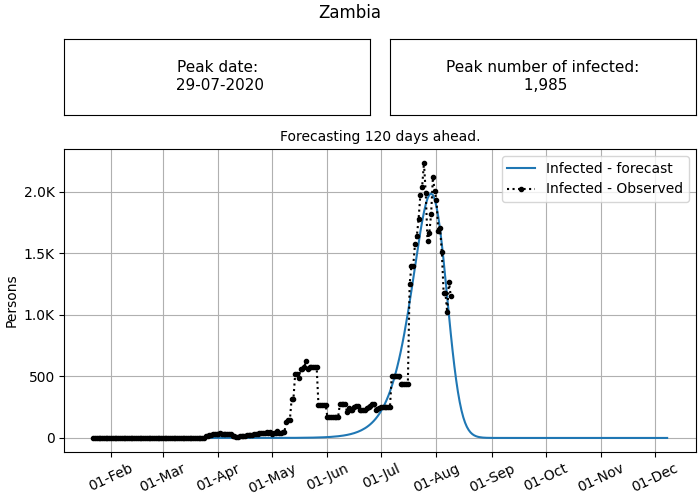 Zambia
Peak date:
29-07-2020
Peak number of infected:
1,985
Forecasting 120 days ahead.
Infected - forecast
Infected - Observed
Persons
2.0K
1.5K
1.0K
500
0
01-Feb
01-Mar
01-Apr
01-May
01-Jun
01-Jul
01-Aug
01-Sep
01-Oct
01-Nov
01-Dec